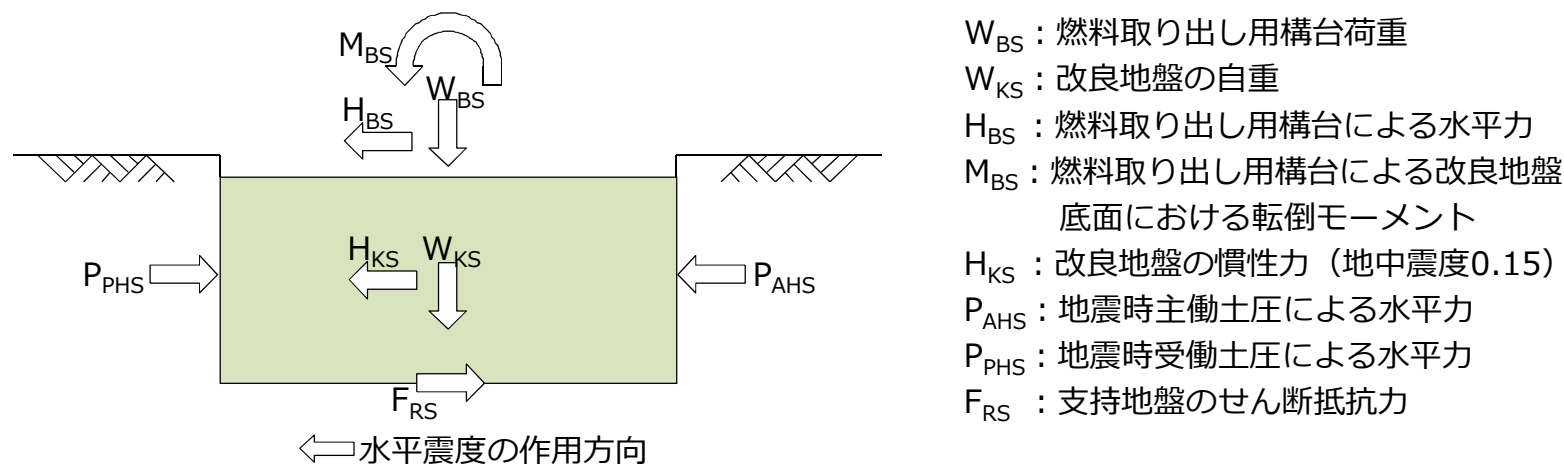 M_BS
W_BS
H_BS
H_KS W_KS
P_PHS
P_AHS
F_RS
水平震度の作用方向
W_BS：燃料取り出し用構台荷重
W_KS：改良地盤の自重
H_BS：燃料取り出し用構台による水平力
M_BS：燃料取り出し用構台による改良地盤
底面における転倒モーメント
H_KS：改良地盤の慣性力（地中震度0.15）
P_AHS：地震時主働土圧による水平力
P_PHS：地震時受働土圧による水平力
F_RS：支持地盤のせん断抵抗力